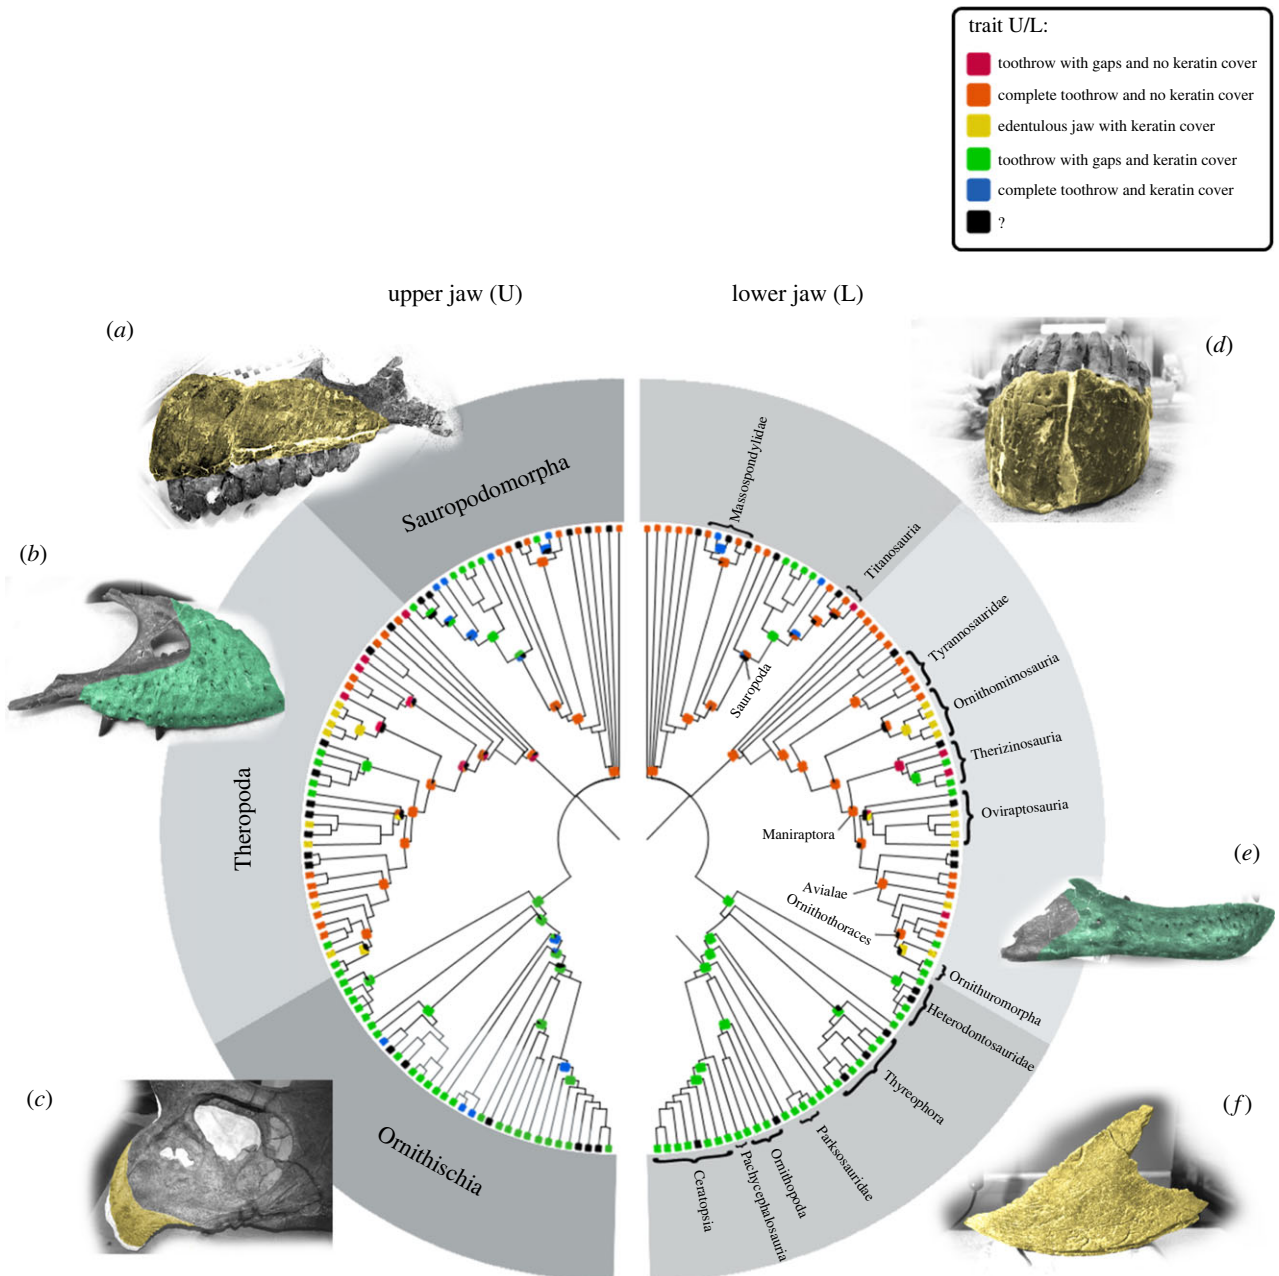 trait U/L:
toothrow with gaps and no keratin cover
complete toothrow and no keratin cover
edentulous jaw with keratin cover
toothrow with gaps and keratin cover
complete toothrow and keratin cover
?
upper jaw (U)
lower jaw (L)
(a)
(d)
(b)
(e)
(c)
(f)
Sauropodomorpha
Theropoda
Ornithischia
Massospondylidae
Titanosauria
Sauropoda
Tyrannosauridae
Ornithomimosauria
Therizinosauria
Oviraptosauria
Maniraptora
Avialae
Ornithothoraces
Ornithuromorpha
Heterodontosauridae
Thyreophora
Parksosauridae
Ornithopoda
Pachycephalosauria
Ceratopsia